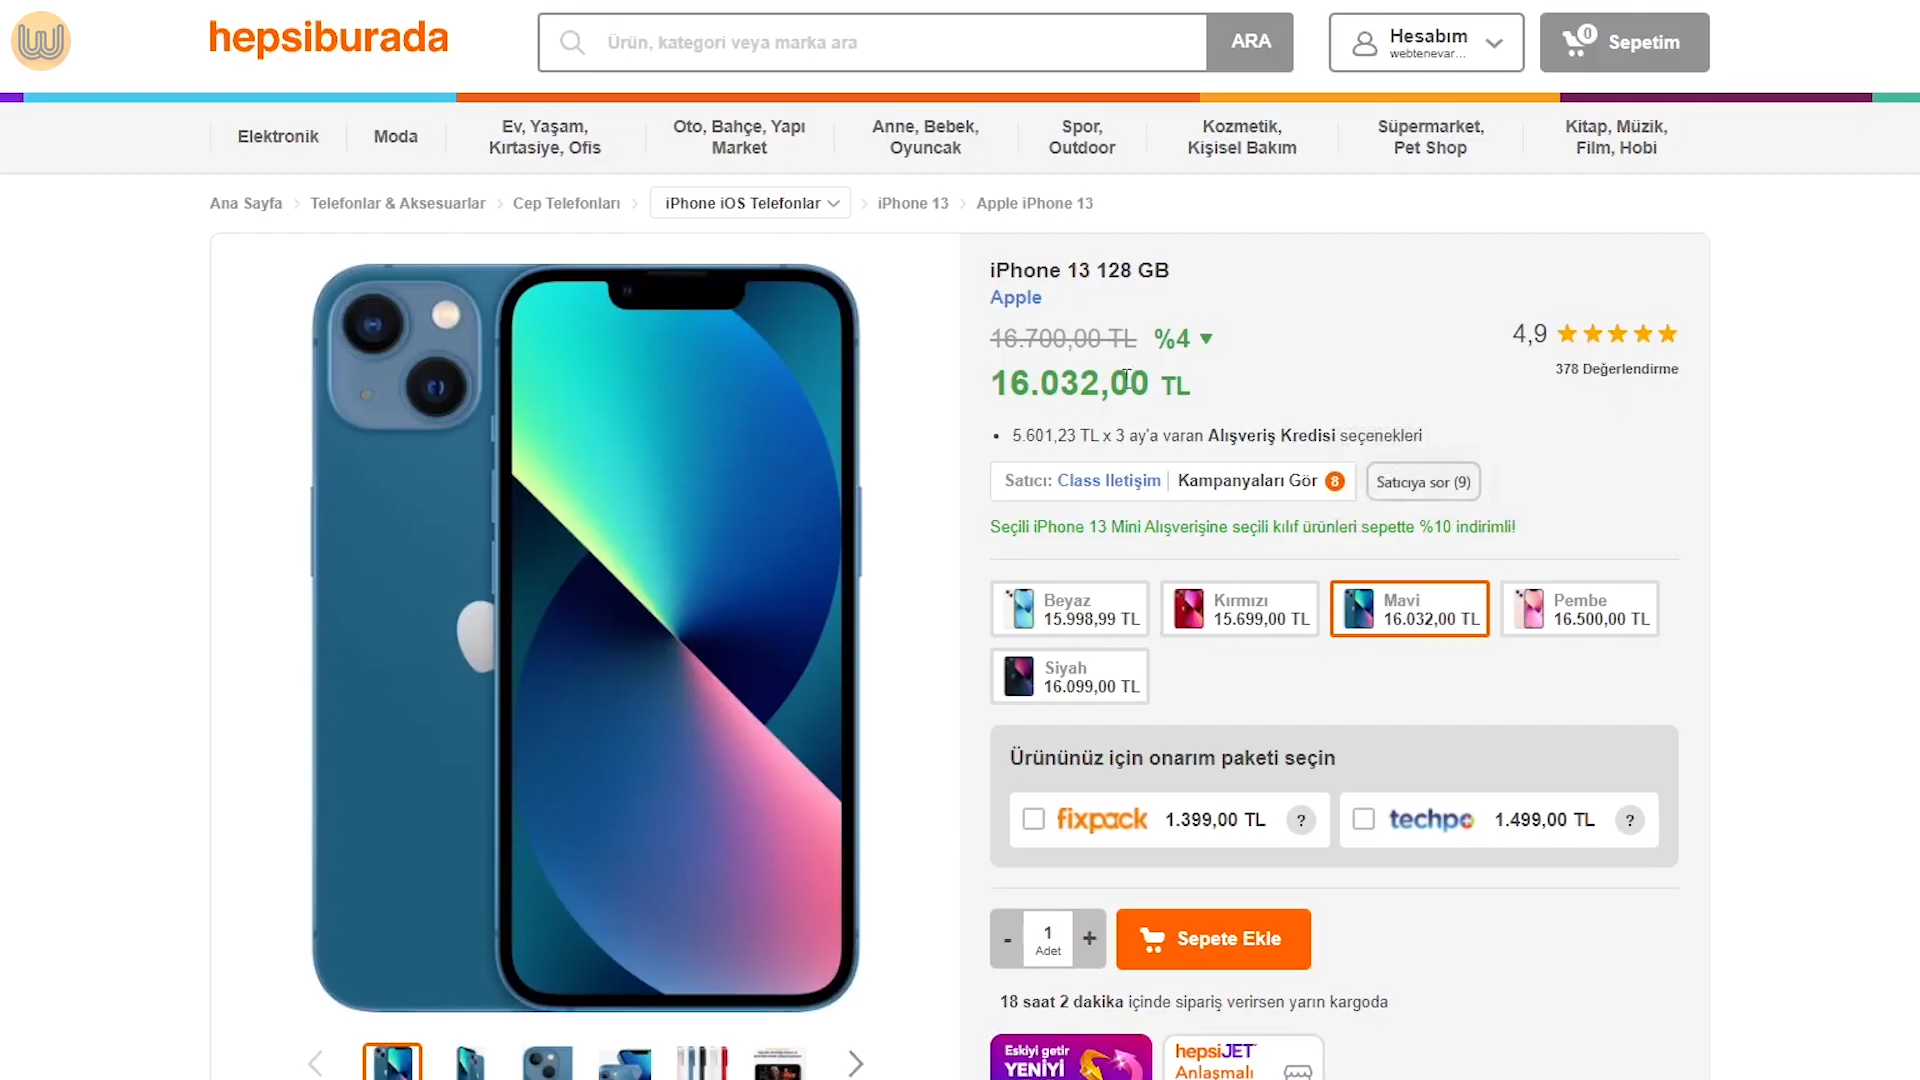 hepsiburada
Ürün, kategori veya marka ara
ARA
Hesabım
webtenevar...
0
Sepetim
Elektronik
Moda
Ev, Yaşam,
Kırtasiye, Ofis
Oto, Bahçe, Yapı
Market
Anne, Bebek,
Oyuncak
Spor,
Outdoor
Kozmetik,
Kişisel Bakım
Süpermarket,
Pet Shop
Kitap, Müzik,
Film, Hobi
Ana Sayfa
Telefonlar & Aksesuarlar
Cep Telefonları
iPhone iOS Telefonlar
iPhone 13
Apple iPhone 13
iPhone 13 128 GB
Apple
16.700,00 TL %4
4,9
378 Değerlendirme
16.032,00 TL
• 5.601,23 TL x 3 ay'a varan Alışveriş Kredisi seçenekleri
Satıcı: Class Iletişim
Kampanyaları Gör 8
Satıcıya sor (9)
Seçili iPhone 13 Mini Alışverişine seçili kılıf ürünleri sepette %10 indirimli!
Beyaz
15.998,99 TL
Kırmızı
15.699,00 TL
Mavi
16.032,00 TL
Pembe
16.500,00 TL
Siyah
16.099,00 TL
Ürününüz için onarım paketi seçin
fixpack 1.399,00 TL ?
techpo 1.499,00 TL ?
- 1 +
Adet
Sepete Ekle
18 saat 2 dakika içinde sipariş verirsen yarın kargoda
Eskiyi getir
YENİYİ
hepsiJET
Anlaşmalı